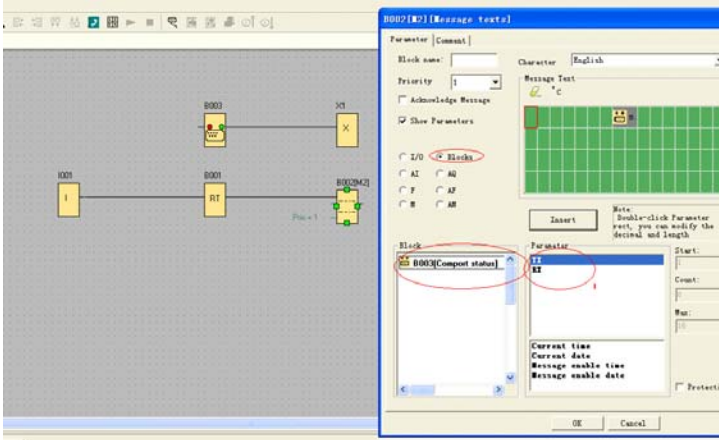 B002[M2] [Message texts]
Parameter
Comment
Block name:
Character
English
Priority
1
Message Text
°c
Acknowledge Message
Show Parameters
I/O
Blocks
AI
AQ
F
AF
M
AM
Insert
Note:
Double-click Parameter
rect, you can modify the
decimal and length
Block
B003[Comport status]
Parameter
TX
RX
Start:
Count:
Max:
Current time
Current date
Message enable time
Message enable date
Protecti
OK
Cancel
B003
X1
X
I001
I
B001
RT
B002[M2]